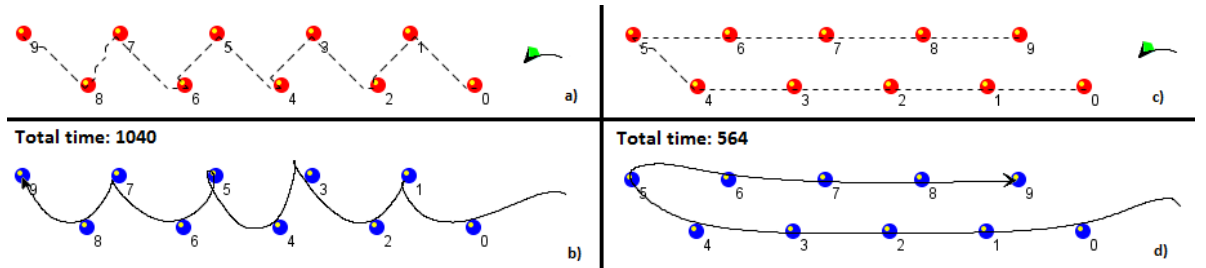 9 7 5 3 1
8 6 4 2 0
a)
5 6 7 8 9
4 3 2 1 0
c)
Total time: 1040
9 7 5 3 1
8 6 4 2 0
b)
Total time: 564
5 6 7 8 9
4 3 2 1 0
d)